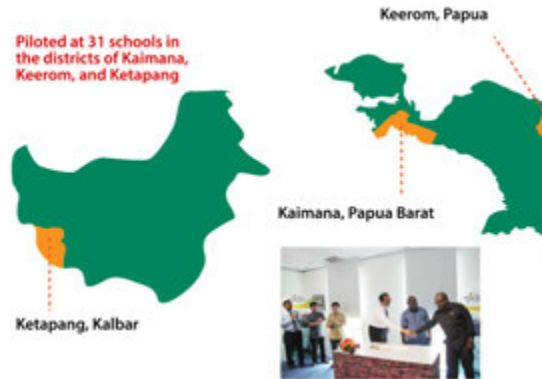 Keerom, Papua
Piloted at 31 schools in
the districts of Kaimana,
Keerom, and Ketapang
Kaimana, Papua Barat
Ketapang, Kalbar